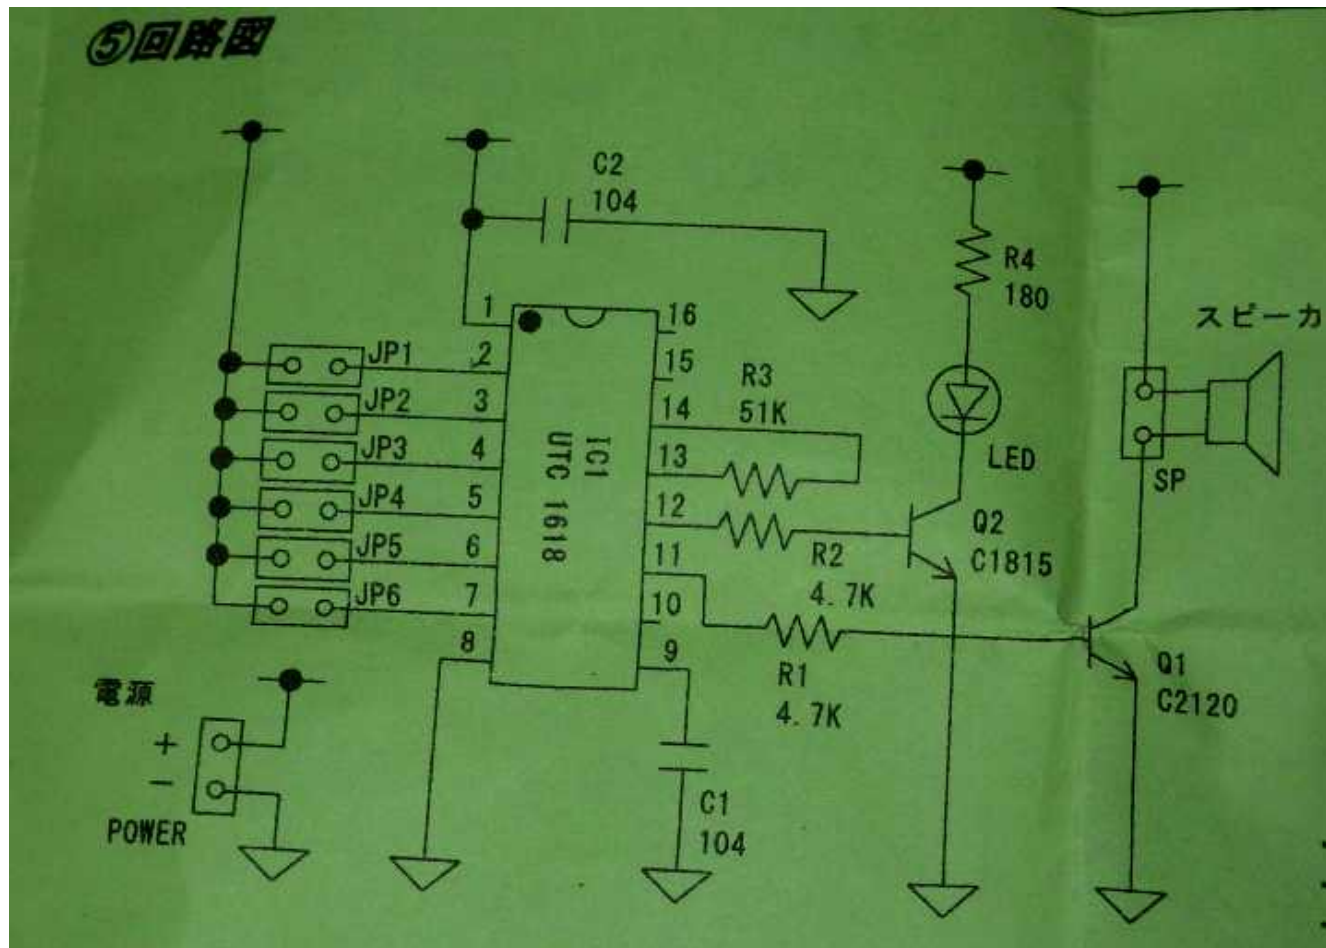 ⑤回路図
C2
104
R4
180
スピーカ
1
16
2
15
JP1
3
14
JP2
4
13
JP3
5
12
JP4
6
11
JP5
7
10
JP6
8
9
IC1
UTC 1618
R3
51K
LED
SP
Q2
C1815
R2
4.7K
R1
4.7K
Q1
C2120
電源
+
-
POWER
C1
104